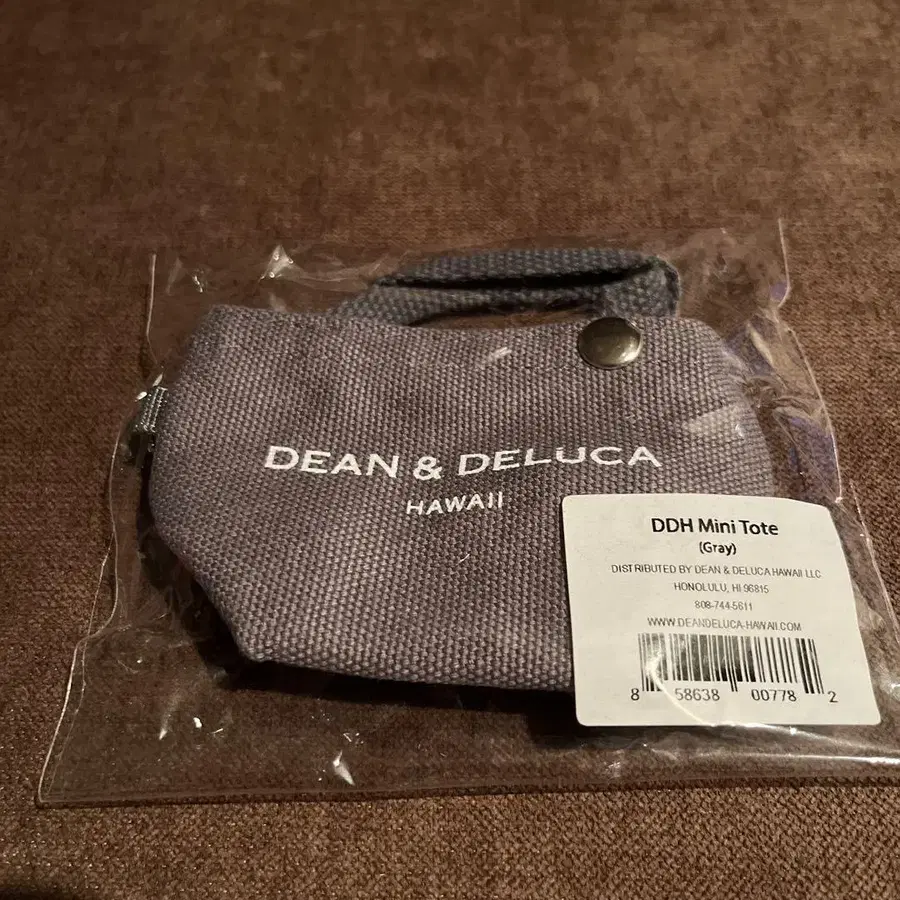 DEAN & DELUCA
HAWAII
DDH Mini Tote
(Gray)
DISTRIBUTED BY DEAN & DELUCA HAWAII LLC
HONOLULU, HI 96815
808-744-5611
WWW.DEANDELUCA-HAWAII.COM
8 58638 00778 2